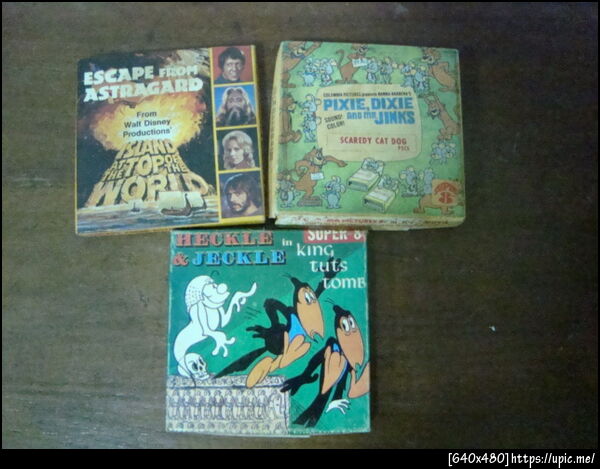 ESCAPE FROM
ASTRAGARD
From
Walt Disney
Productions'
ISLAND
AT THE
TOP OF
THE
WORLD
COLUMBIA PICTURES presents HANNA-BARBERA'S
PIXIE, DIXIE
AND MR. JINKS
SOUND-
COLOR!
SCAREDY CAT DOG
HECKLE
& JECKLE
in
SUPER 8
KING
TUTS
TOMB
[640x480]https://upic.me/